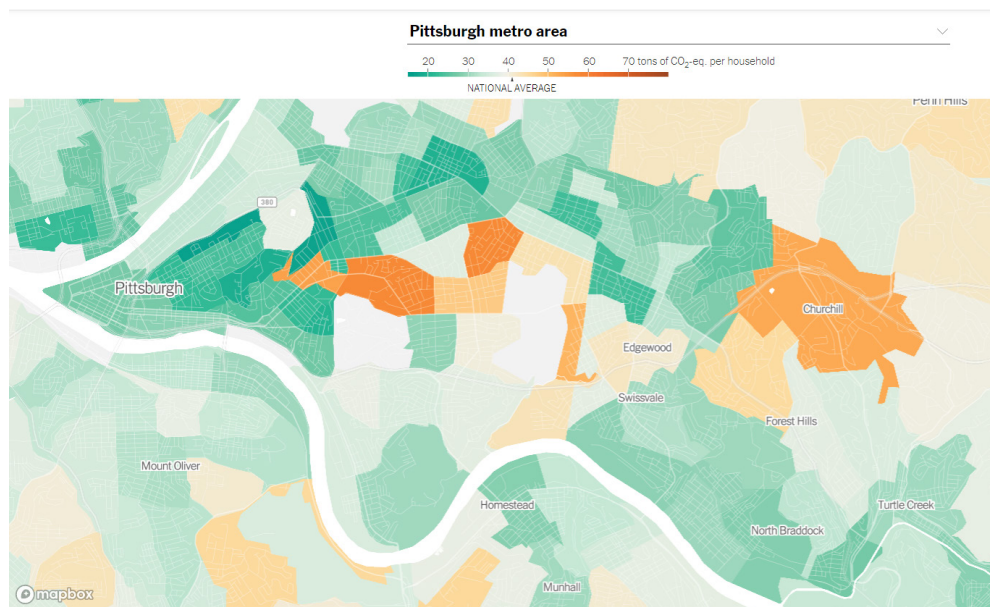 Pittsburgh metro area
20 30 40 50 60 70 tons of CO2-eq. per household
NATIONAL AVERAGE
Penn Hills
380
Pittsburgh
Churchill
Edgewood
Swissvale
Forest Hills
Mount Oliver
Homestead
Turtle Creek
North Braddock
Munhall
mapbox